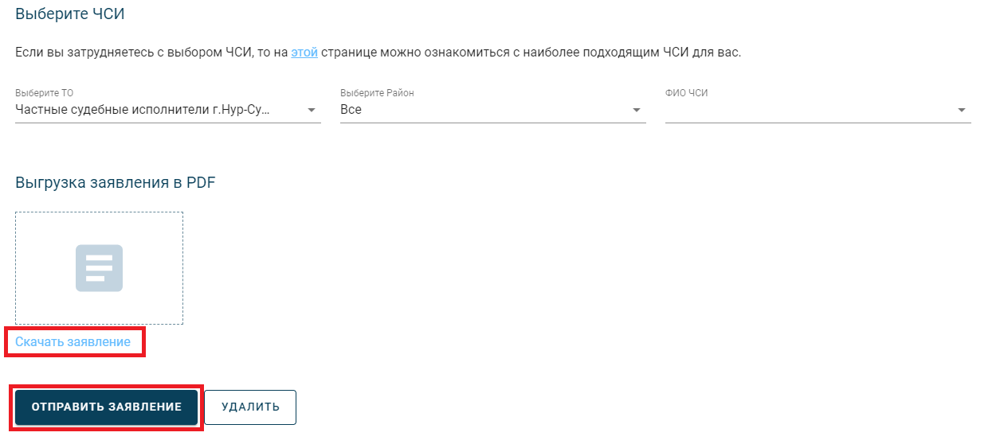 Выберите ЧСИ
Если вы затрудняетесь с выбором ЧСИ, то на этой странице можно ознакомиться с наиболее подходящим ЧСИ для вас.
Выберите ТО
Выберите Район
ФИО ЧСИ
Частные судебные исполнители г.Нур-Су...
Все
Выгрузка заявления в PDF
Скачать заявление
ОТПРАВИТЬ ЗАЯВЛЕНИЕ
УДАЛИТЬ